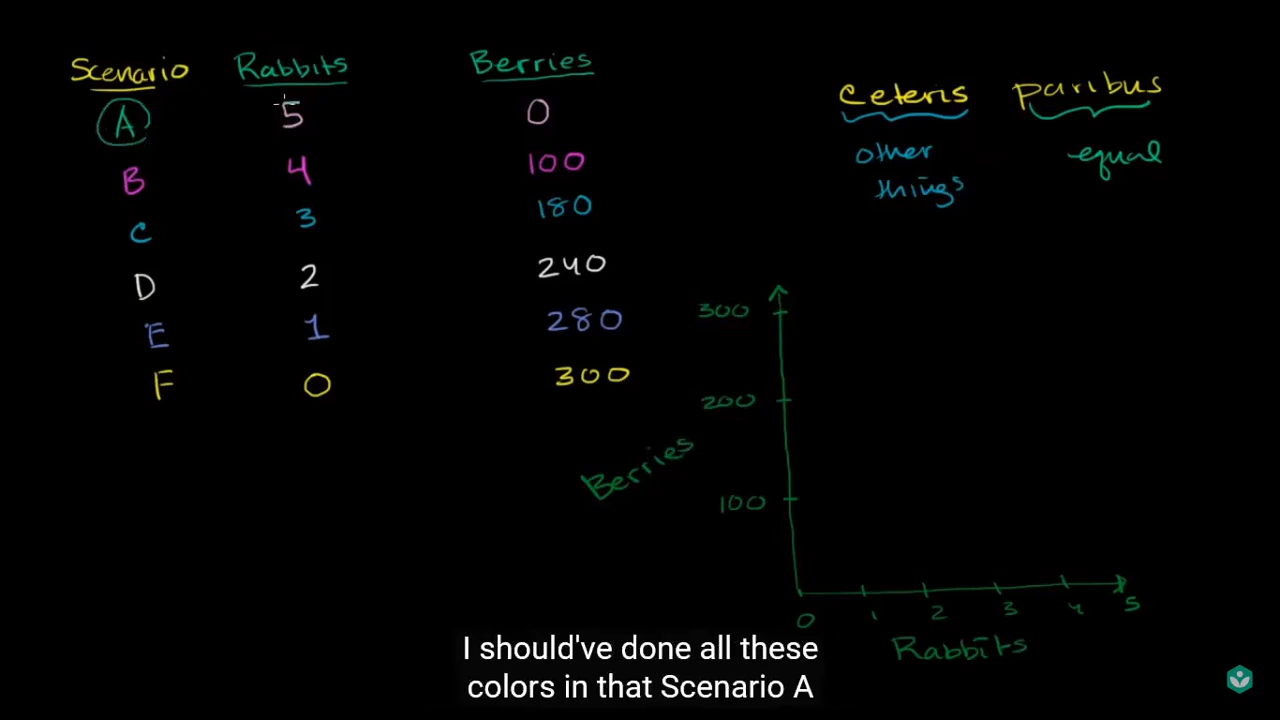 Scenario Rabbits Berries
A 5 0
B 4 100
C 3 180
D 2 240
E 1 280
F 0 300
ceteris paribus
other equal
things
300
200
100
Berries
0 1 2 3 4 5
Rabbits
I should've done all these
colors in that Scenario A